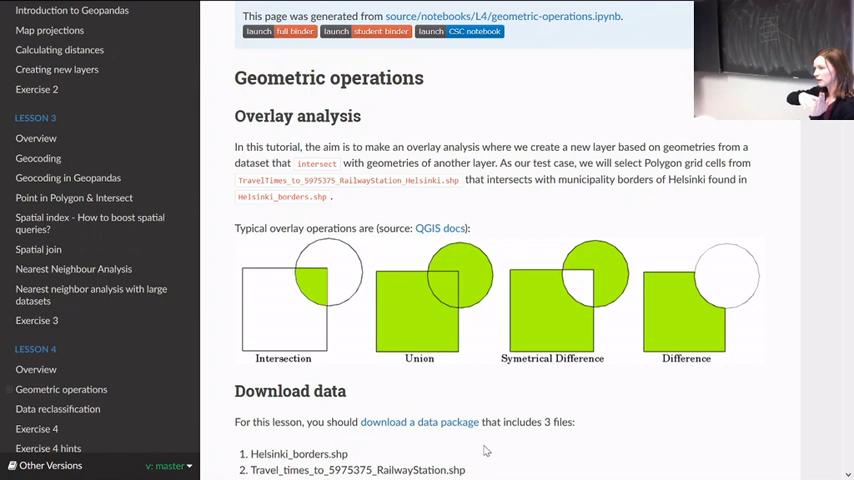 Introduction to Geopandas
Map projections
Calculating distances
Creating new layers
Exercise 2
LESSON 3
Overview
Geocoding
Geocoding in Geopandas
Point in Polygon & Intersect
Spatial index - How to boost spatial
queries?
Spatial join
Nearest Neighbour Analysis
Nearest neighbor analysis with large
datasets
Exercise 3
LESSON 4
Overview
Geometric operations
Data reclassification
Exercise 4
Exercise 4 hints
Other Versions v: master
This page was generated from source/notebooks/L4/geometric-operations.ipynb.
launch full binder launch student binder launch CSC notebook
Geometric operations
Overlay analysis
In this tutorial, the aim is to make an overlay analysis where we create a new layer based on geometries from a
dataset that intersect with geometries of another layer. As our test case, we will select Polygon grid cells from
TravelTimes_to_5975375_RailwayStation_Helsinki.shp that intersects with municipality borders of Helsinki found in
Helsinki_borders.shp .
Typical overlay operations are (source: QGIS docs):
Intersection Union Symetrical Difference Difference
Download data
For this lesson, you should download a data package that includes 3 files:
1. Helsinki_borders.shp
2. Travel_times_to_5975375_RailwayStation.shp